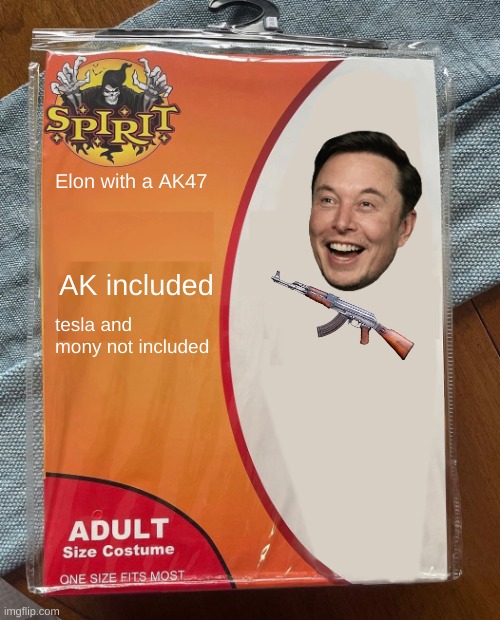 SPIRIT
Elon with a AK47
AK included
tesla and
mony not included
ADULT
Size Costume
ONE SIZE FITS MOST
imgflip.com